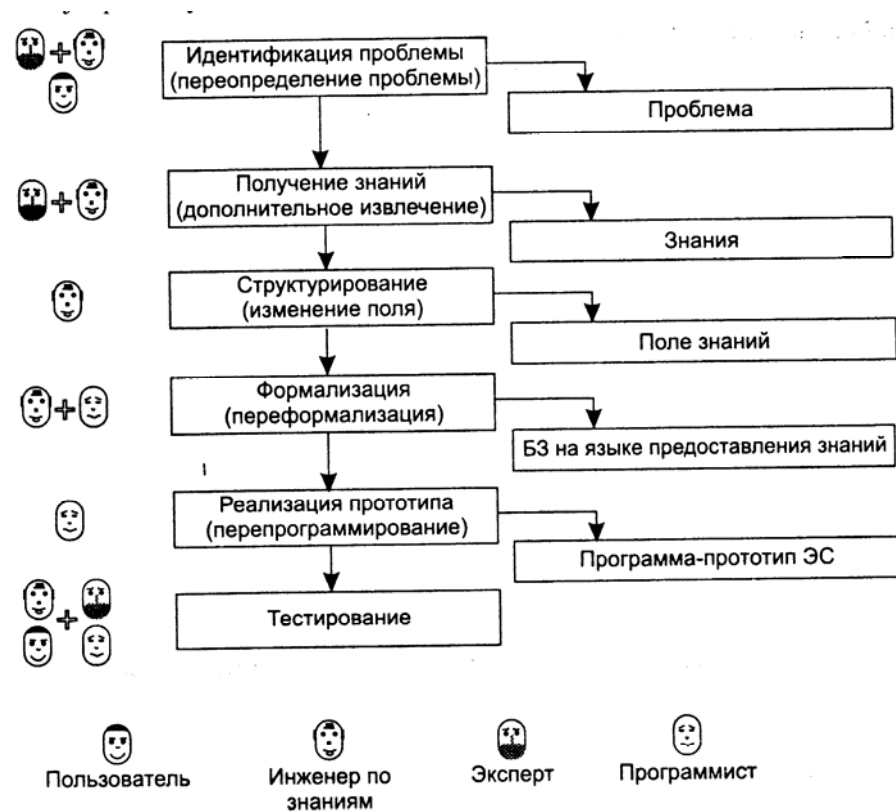 Идентификация проблемы
(переопределение проблемы)
Проблема
Получение знаний
(дополнительное извлечение)
Знания
Структурирование
(изменение поля)
Поле знаний
Формализация
(переформализация)
БЗ на языке предоставления знаний
Реализация прототипа
(перепрограммирование)
Программа-прототип ЭС
Тестирование
Пользователь
Инженер по
знаниям
Эксперт
Программист